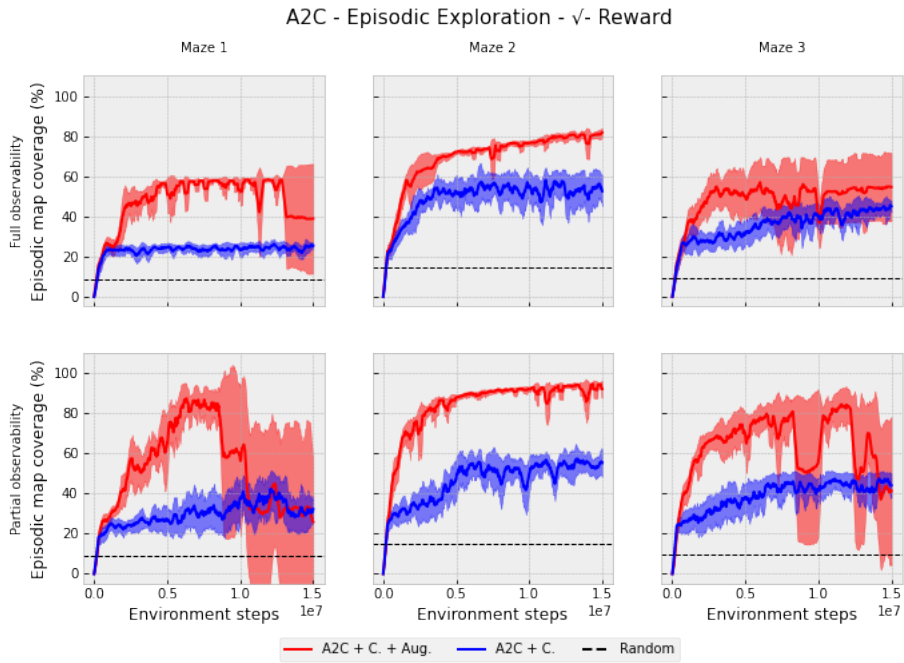 A2C - Episodic Exploration - √- Reward
Maze 1
Maze 2
Maze 3
Full observability
Episodic map coverage (%)
100
80
60
40
20
0
Partial observability
Episodic map coverage (%)
100
80
60
40
20
0
0.0 0.5 1.0 1.5
1e7
Environment steps
0.0 0.5 1.0 1.5
1e7
Environment steps
0.0 0.5 1.0 1.5
1e7
Environment steps
A2C + C. + Aug. A2C + C. Random